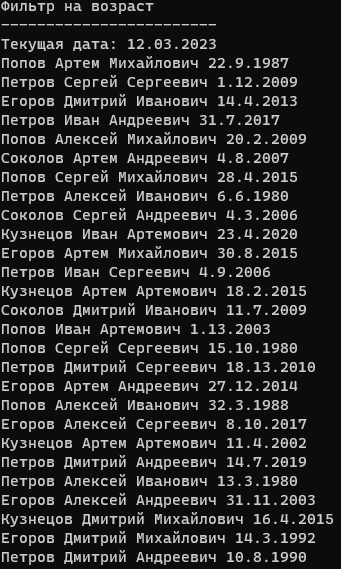 Фильтр на возраст
------------------------
Текущая дата: 12.03.2023
Попов Артем Михайлович 22.9.1987
Петров Сергей Сергеевич 1.12.2009
Егоров Дмитрий Иванович 14.4.2013
Петров Иван Андреевич 31.7.2017
Попов Алексей Михайлович 20.2.2009
Соколов Артем Андреевич 4.8.2007
Попов Сергей Михайлович 28.4.2015
Петров Алексей Иванович 6.6.1980
Соколов Сергей Андреевич 4.3.2006
Кузнецов Иван Артемович 23.4.2020
Егоров Артем Михайлович 30.8.2015
Петров Иван Сергеевич 4.9.2006
Кузнецов Артем Артемович 18.2.2015
Соколов Дмитрий Иванович 11.7.2009
Попов Иван Артемович 1.13.2003
Попов Сергей Сергеевич 15.10.1980
Петров Дмитрий Сергеевич 18.13.2010
Егоров Артем Андреевич 27.12.2014
Попов Алексей Иванович 32.3.1988
Егоров Алексей Сергеевич 8.10.2017
Кузнецов Артем Артемович 11.4.2002
Петров Дмитрий Андреевич 14.7.2019
Петров Алексей Иванович 13.3.1980
Егоров Алексей Андреевич 31.11.2003
Кузнецов Дмитрий Михайлович 16.4.2015
Егоров Дмитрий Михайлович 14.3.1992
Петров Дмитрий Андреевич 10.8.1990